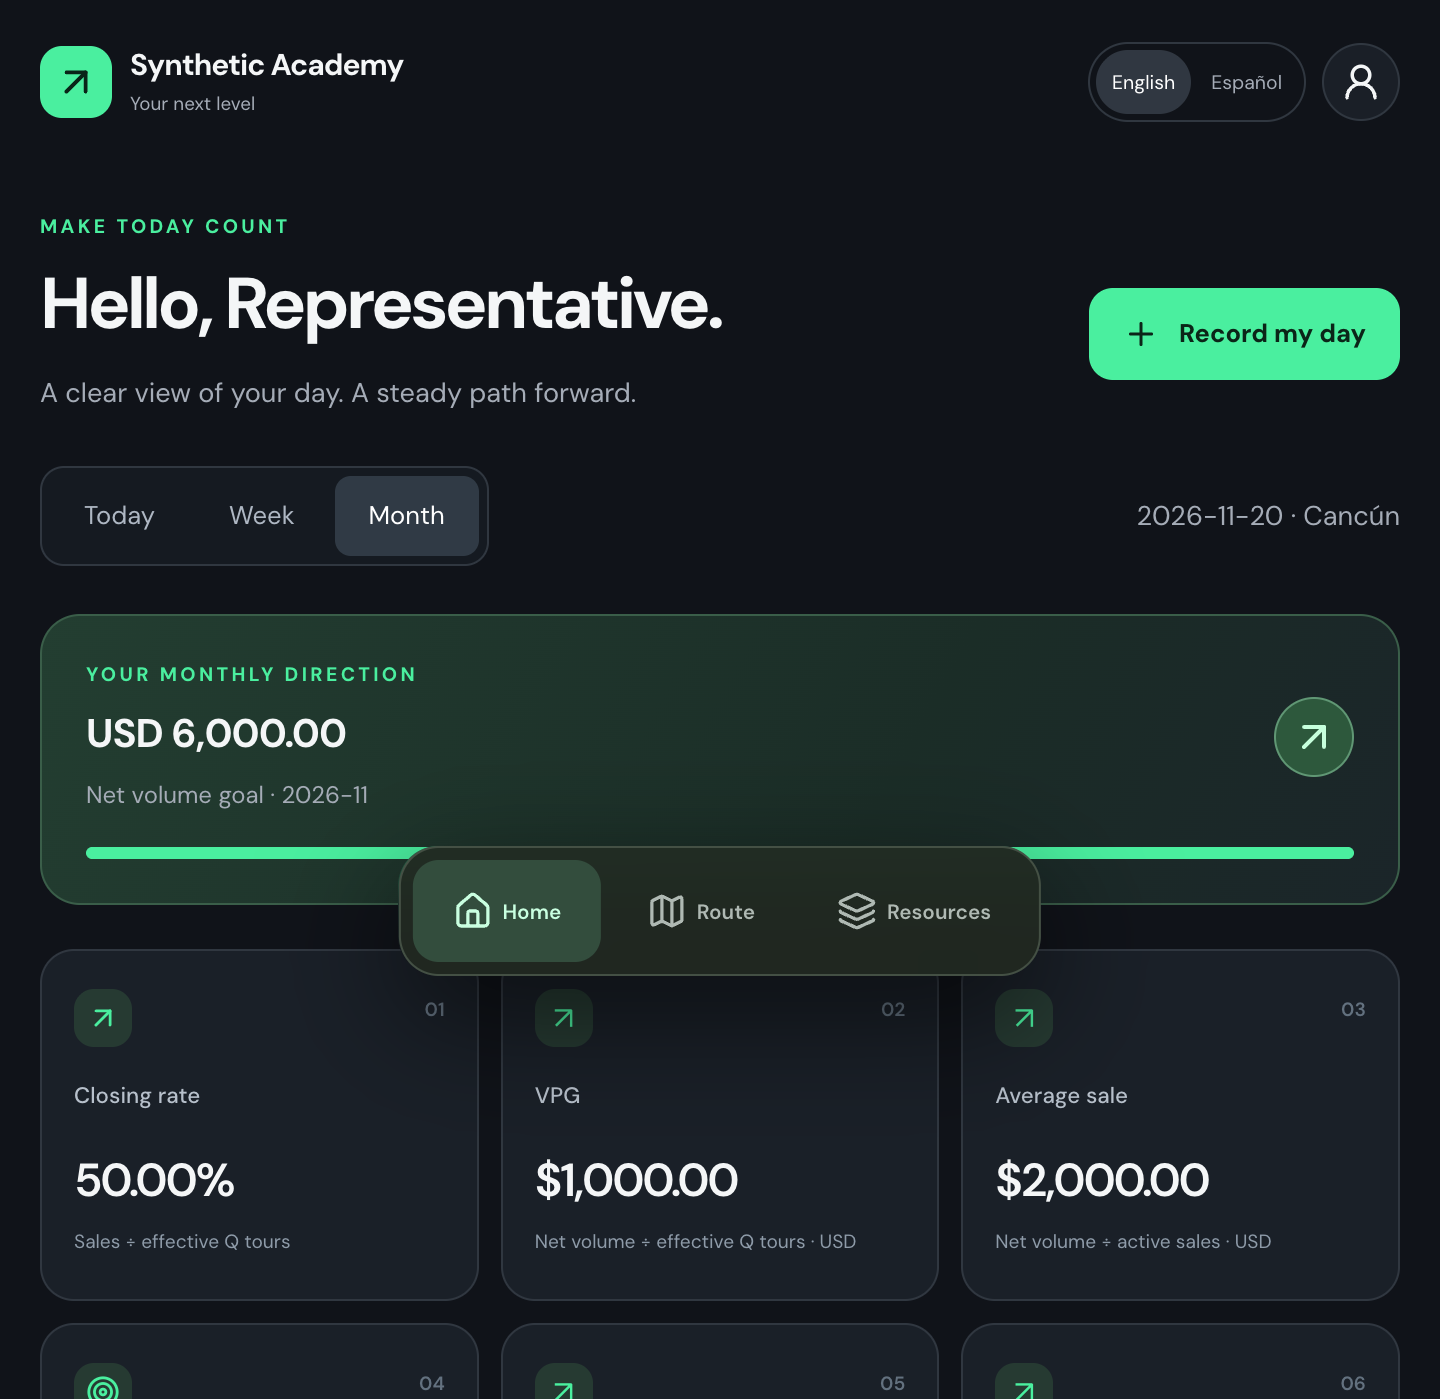 Synthetic Academy
Your next level
English
Español
MAKE TODAY COUNT
Hello, Representative.
A clear view of your day. A steady path forward.
Record my day
Today
Week
Month
2026-11-20 · Cancún
YOUR MONTHLY DIRECTION
USD 6,000.00
Net volume goal · 2026-11
Home
Route
Resources
01
Closing rate
50.00%
Sales ÷ effective Q tours
02
VPG
$1,000.00
Net volume ÷ effective Q tours · USD
03
Average sale
$2,000.00
Net volume ÷ active sales · USD
04
05
06